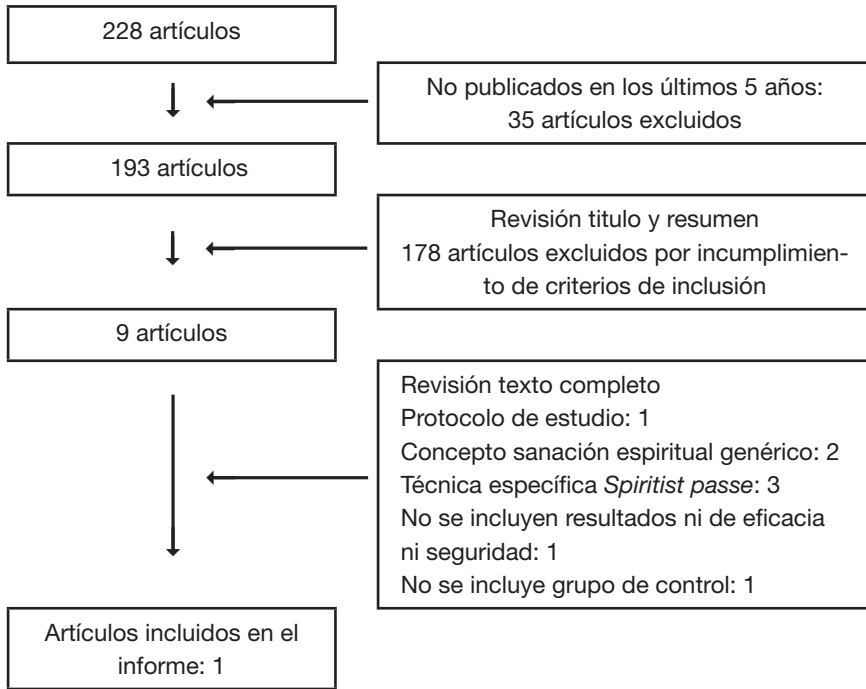 228 artículos
No publicados en los últimos 5 años:
35 artículos excluidos
193 artículos
Revisión titulo y resumen
178 artículos excluidos por incumplimien-
to de criterios de inclusión
9 artículos
Revisión texto completo
Protocolo de estudio: 1
Concepto sanación espiritual genérico: 2
Técnica específica Spiritist passe: 3
No se incluyen resultados ni de eficacia
ni seguridad: 1
No se incluye grupo de control: 1
Artículos incluidos en el
informe: 1